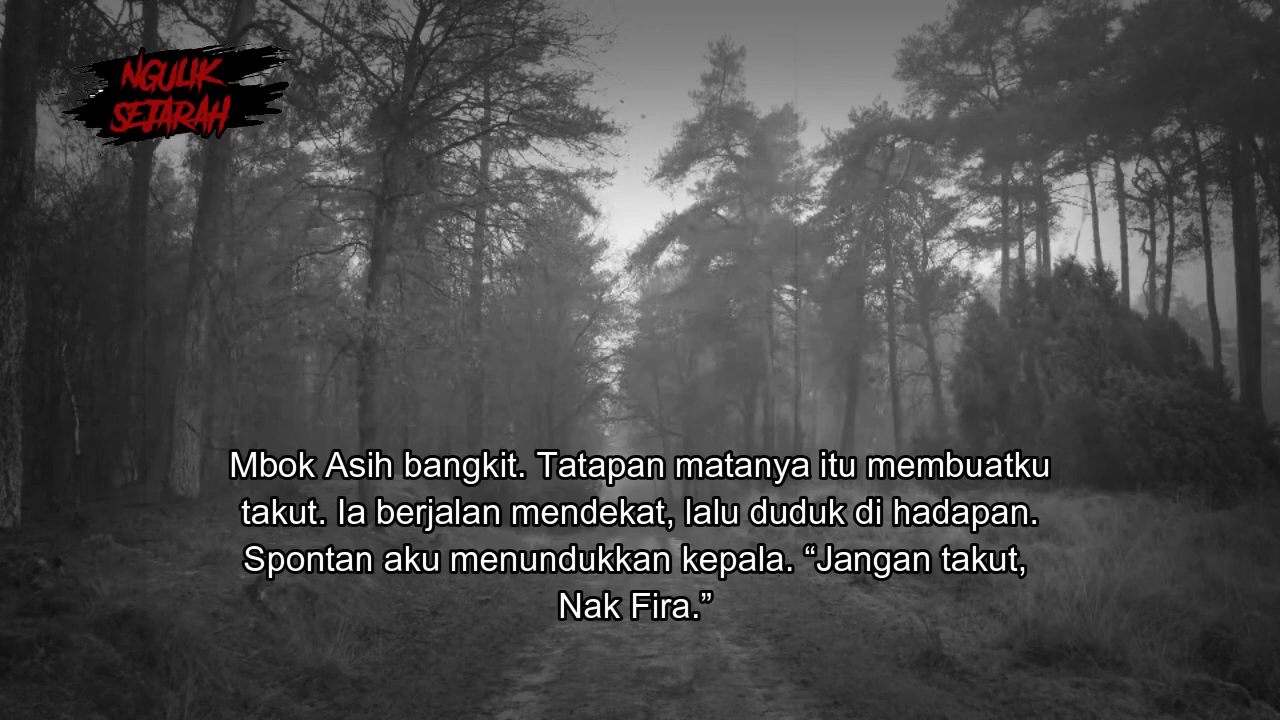 NGULIK
SEJARAH
Mbok Asih bangkit. Tatapan matanya itu membuatku
takut. Ia berjalan mendekat, lalu duduk di hadapan.
Spontan aku menundukkan kepala. “Jangan takut,
Nak Fira.”